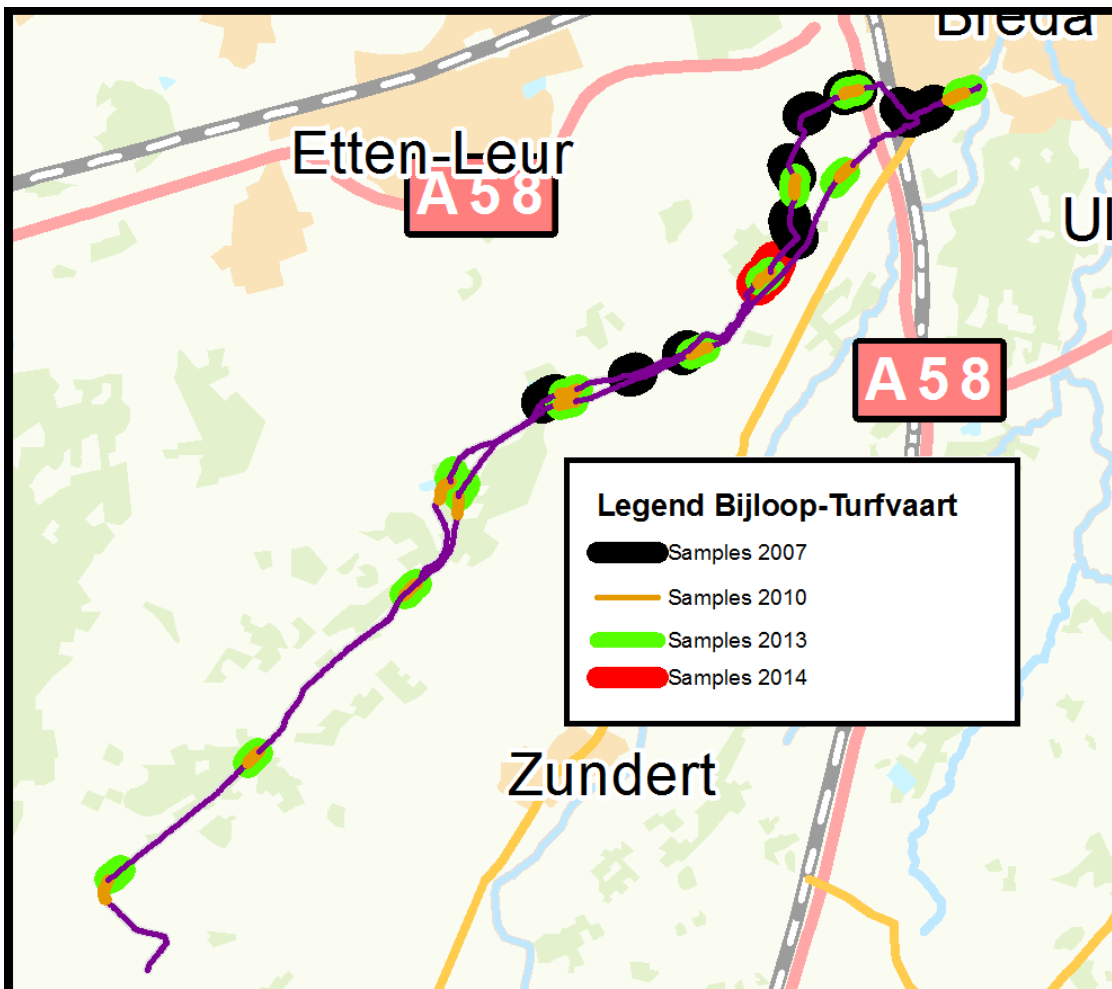 Breda
Etten-Leur
A58
Ul
A58
Legend Bijloop-Turfvaart
Samples 2007
Samples 2010
Samples 2013
Samples 2014
Zundert